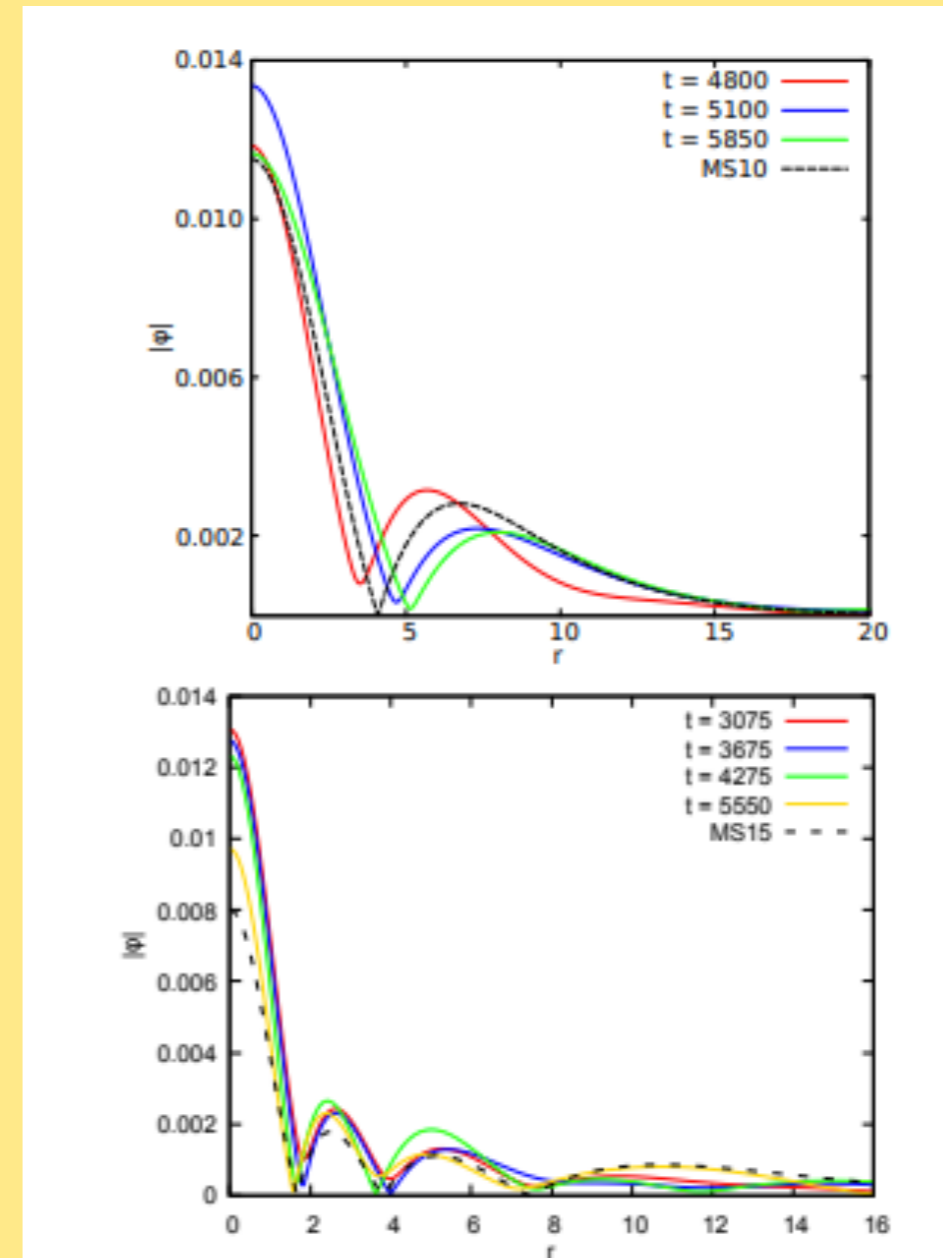 0.014
t = 4800
t = 5100
t = 5850
MS10
0.010
|φ|
0.006
0.002
0 5 10 15 20
r
0.014
t = 3075
t = 3675
t = 4275
t = 5550
MS15
0.012
0.01
0.008
|φ|
0.006
0.004
0.002
0
0 2 4 6 8 10 12 14 16
r